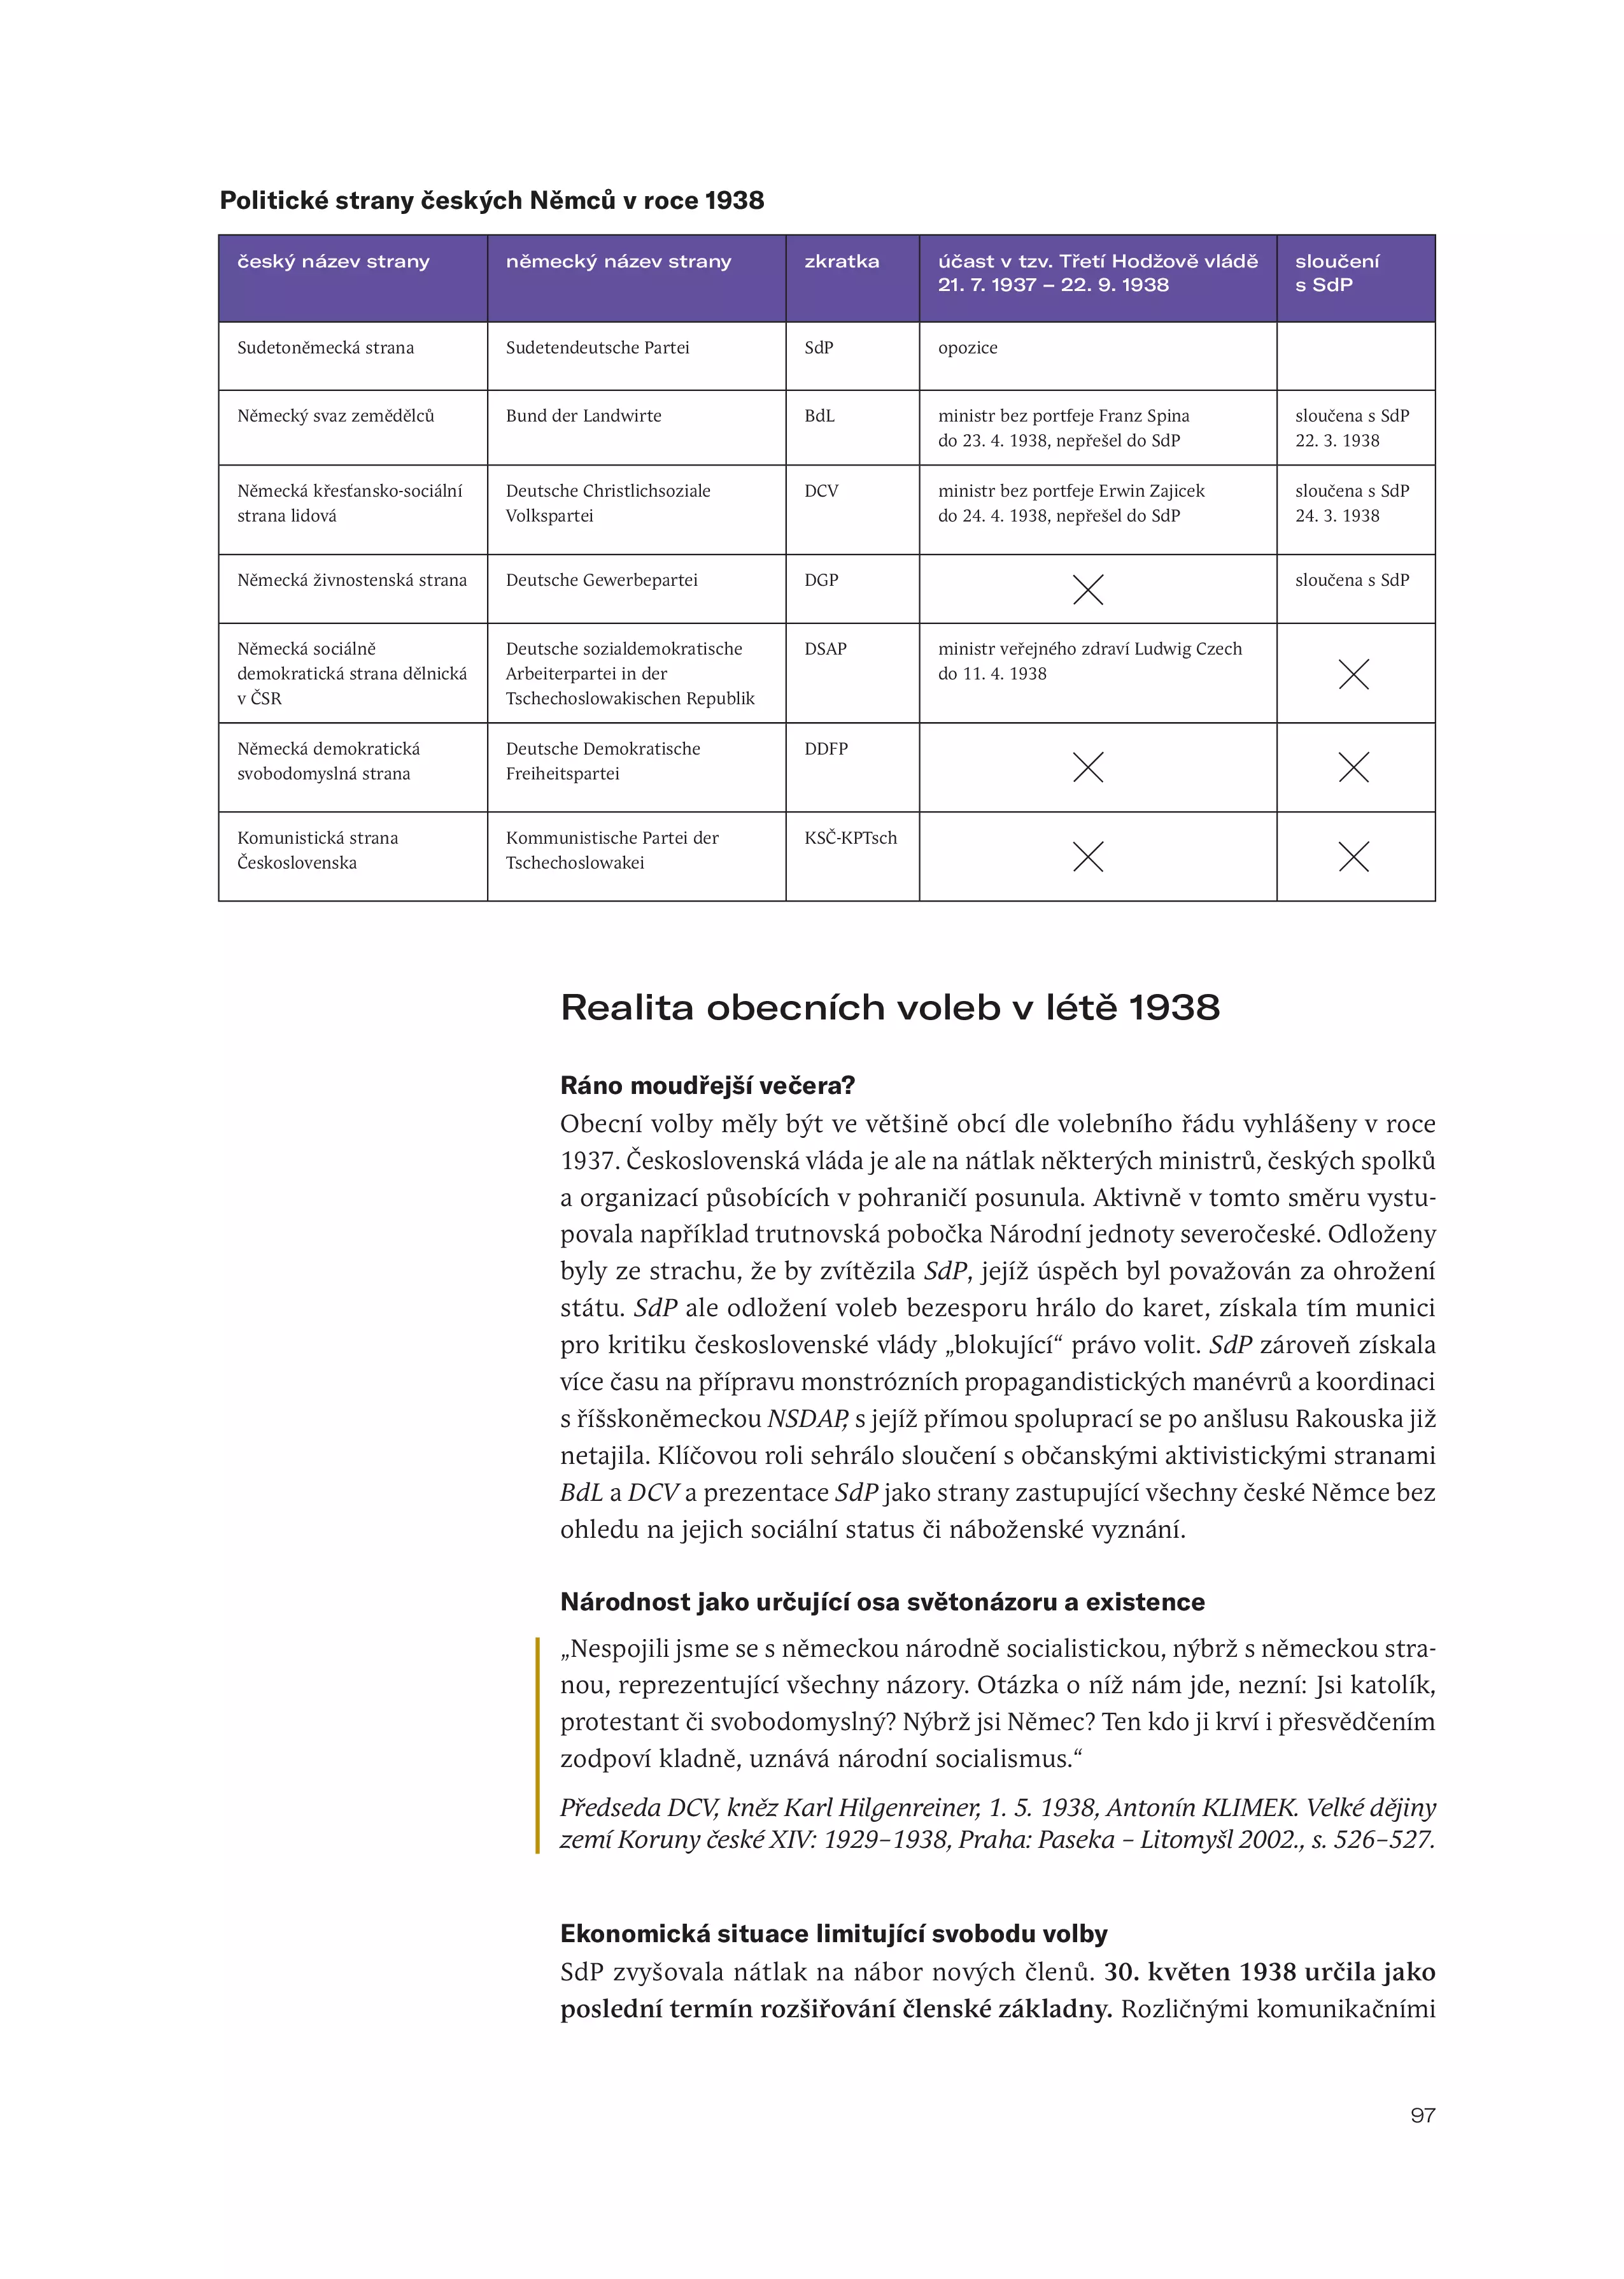 Politické strany českých Němců v roce 1938
český název strany německý název strany zkratka účast v tzv. Třetí Hodžově vládě sloučení
21. 7. 1937 – 22. 9. 1938 s SdP
Sudetoněmecká strana Sudetendeutsche Partei SdP opozice
Německý svaz zemědělců Bund der Landwirte BdL ministr bez portfeje Franz Spina sloučena s SdP
do 23. 4. 1938, nepřešel do SdP 22. 3. 1938
Německá křesťansko-sociální Deutsche Christlichsoziale DCV ministr bez portfeje Erwin Zajicek sloučena s SdP
strana lidová Volkspartei do 24. 4. 1938, nepřešel do SdP 24. 3. 1938
Německá živnostenská strana Deutsche Gewerbepartei DGP sloučena s SdP
Německá sociálně Deutsche sozialdemokratische DSAP ministr veřejného zdraví Ludwig Czech
demokratická strana dělnická Arbeiterpartei in der do 11. 4. 1938
v ČSR Tschechoslowakischen Republik
Německá demokratická Deutsche Demokratische DDFP
svobodomyslná strana Freiheitspartei
Komunistická strana Kommunistische Partei der KSČ-KPTsch
Československa Tschechoslowakei
Realita obecních voleb v létě 1938
Ráno moudřejší večera?
Obecní volby měly být ve většině obcí dle volebního řádu vyhlášeny v roce
1937. Československá vláda je ale na nátlak některých ministrů, českých spolků
a organizací působících v pohraničí posunula. Aktivně v tomto směru vystu-
povala například trutnovská pobočka Národní jednoty severočeské. Odloženy
byly ze strachu, že by zvítězila SdP, jejíž úspěch byl považován za ohrožení
státu. SdP ale odložení voleb bezesporu hrálo do karet, získala tím munici
pro kritiku československé vlády „blokující“ právo volit. SdP zároveň získala
více času na přípravu monstrózních propagandistických manévrů a koordinaci
s říšskoněmeckou NSDAP, s jejíž přímou spoluprací se po anšlusu Rakouska již
netajila. Klíčovou roli sehrálo sloučení s občanskými aktivistickými stranami
BdL a DCV a prezentace SdP jako strany zastupující všechny české Němce bez
ohledu na jejich sociální status či náboženské vyznání.
Národnost jako určující osa světonázoru a existence
„Nespojili jsme se s německou národně socialistickou, nýbrž s německou stra-
nou, reprezentující všechny názory. Otázka o níž nám jde, nezní: Jsi katolík,
protestant či svobodomyslný? Nýbrž jsi Němec? Ten kdo ji krví i přesvědčením
zodpoví kladně, uznává národní socialismus.“
Předseda DCV, kněz Karl Hilgenreiner, 1. 5. 1938, Antonín KLIMEK. Velké dějiny
zemí Koruny české XIV: 1929–1938, Praha: Paseka – Litomyšl 2002., s. 526–527.
Ekonomická situace limitující svobodu volby
SdP zvyšovala nátlak na nábor nových členů. 30. květen 1938 určila jako
poslední termín rozšiřování členské základny. Rozličnými komunikačními
97